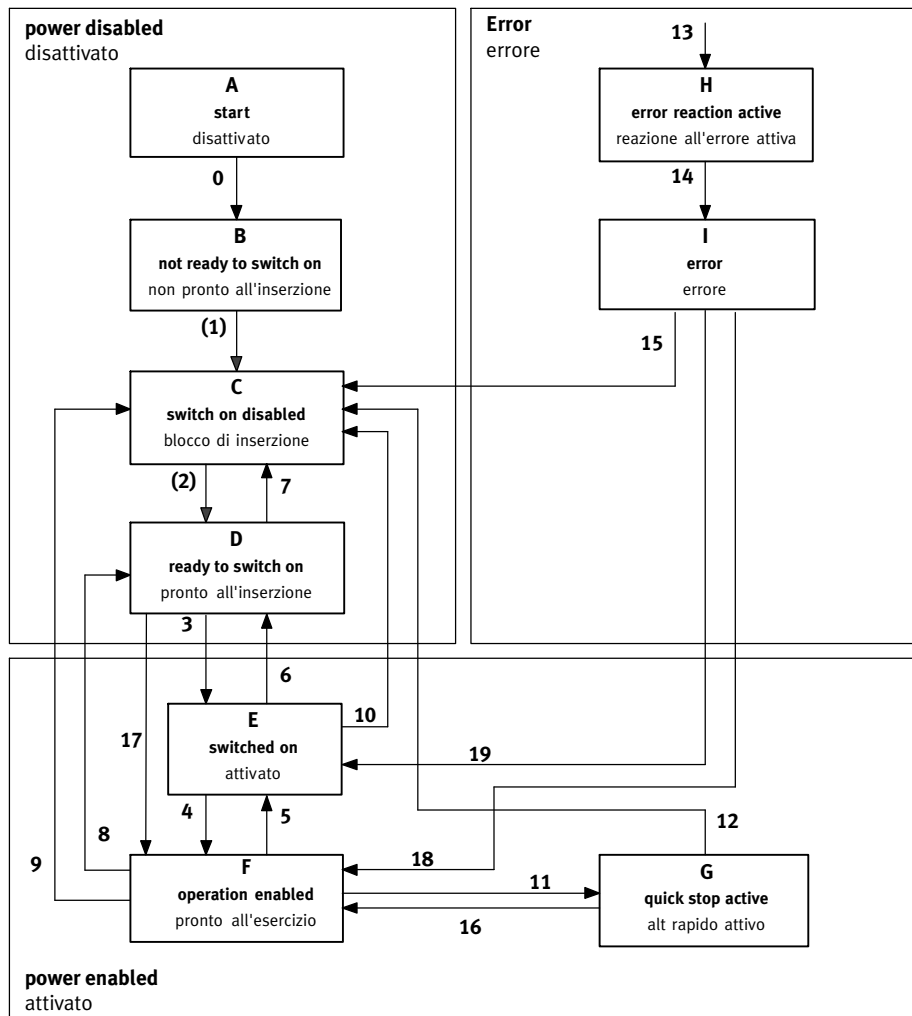 power disabled
disattivato
A
start
disattivato
0
B
not ready to switch on
non pronto all'inserzione
(1)
C
switch on disabled
blocco di inserzione
(2)
7
D
ready to switch on
pronto all'inserzione
3
Error
errore
13
H
error reaction active
reazione all'errore attiva
14
I
error
errore
15
6
E
switched on
attivato
10
17
19
4
5
8
9
12
F
operation enabled
pronto all'esercizio
18
11
16
G
quick stop active
alt rapido attivo
power enabled
attivato